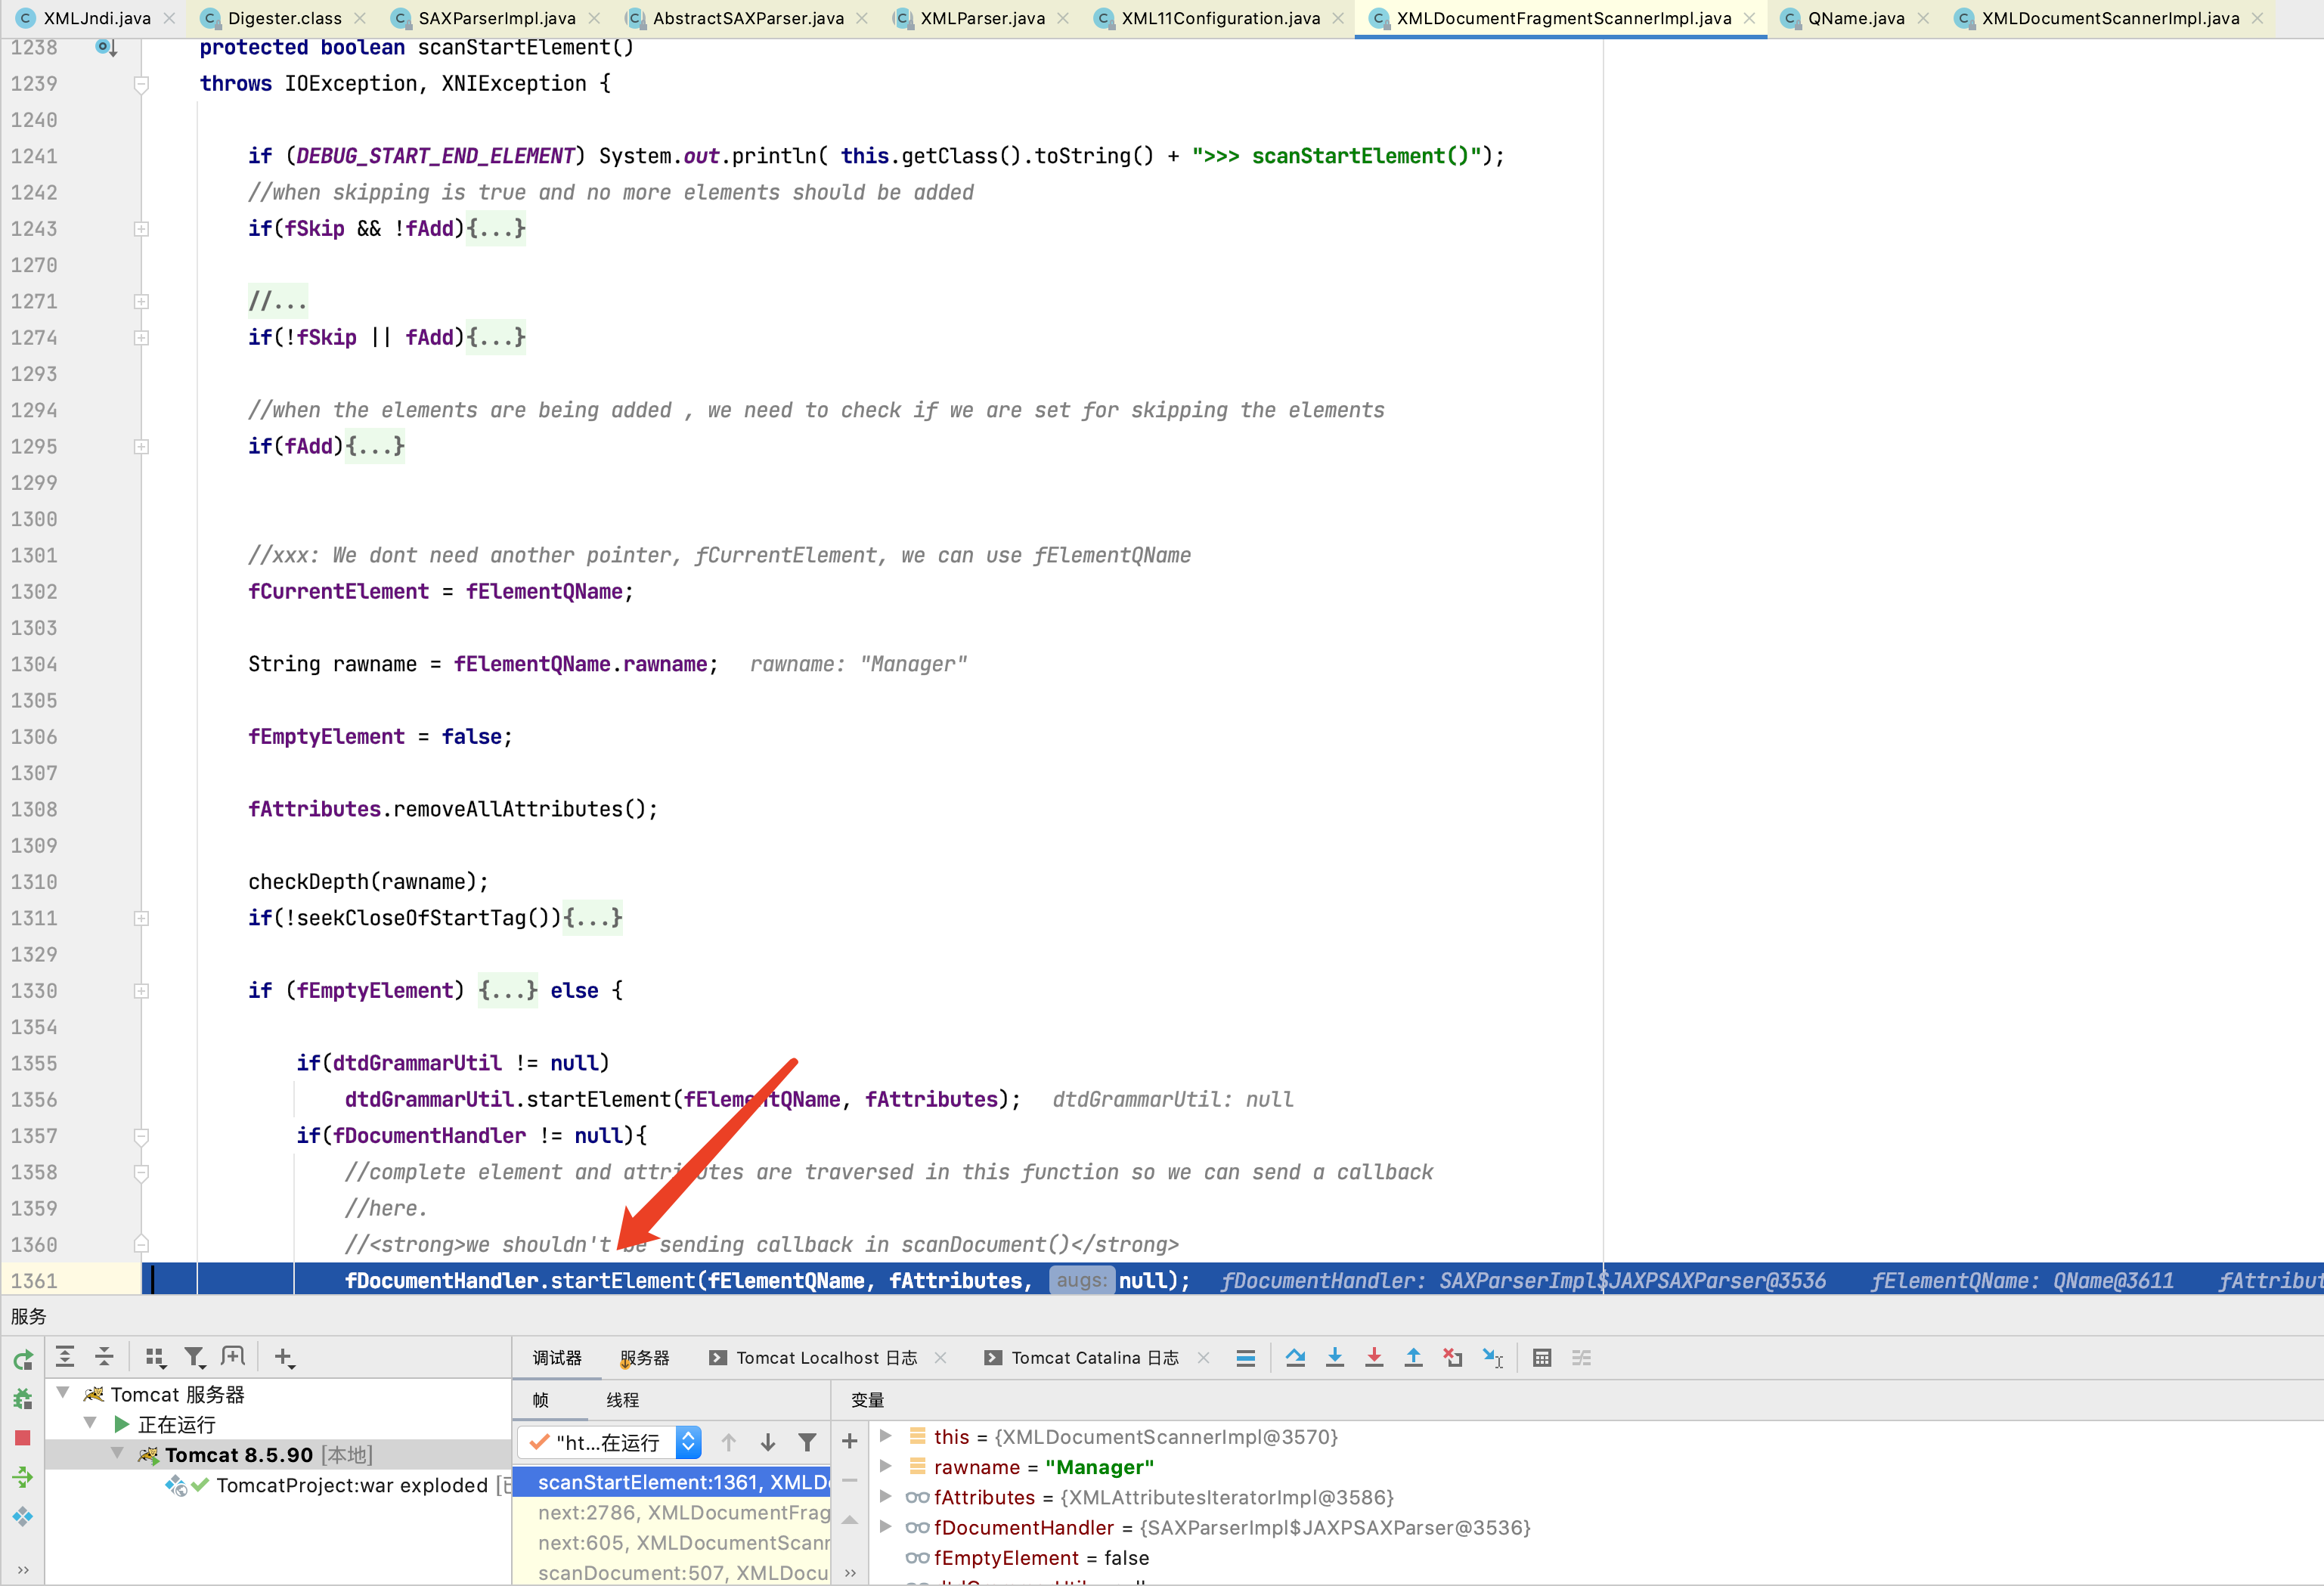 XMLJndi.java Digester.class SAXParserImpl.java AbstractSAXParser.java XMLParser.java XML11Configuration.java XMLDocumentFragmentScannerImpl.java QName.java XMLDocumentScannerImpl.java
1238 protected boolean scanStartElement()
1239 throws IOException, XNIException {
1240
1241 if (DEBUG_START_END_ELEMENT) System.out.println( this.getClass().toString() + ">>> scanStartElement()");
1242 //when skipping is true and no more elements should be added
1243 if(fSkip && !fAdd){...}
1270
1271 //...
1274 if(!fSkip || fAdd){...}
1293
1294 //when the elements are being added , we need to check if we are set for skipping the elements
1295 if(fAdd){...}
1299
1300
1301 //xxx: We dont need another pointer, fCurrentElement, we can use fElementQName
1302 fCurrentElement = fElementQName;
1303
1304 String rawname = fElementQName.rawname; rawname: "Manager"
1305
1306 fEmptyElement = false;
1307
1308 fAttributes.removeAllAttributes();
1309
1310 checkDepth(rawname);
1311 if(!seekCloseOfStartTag()){...}
1329
1330 if (fEmptyElement) {...} else {
1354
1355 if(dtdGrammarUtil != null)
1356 dtdGrammarUtil.startElement(fElementQName, fAttributes); dtdGrammarUtil: null
1357 if(fDocumentHandler != null){
1358 //complete element and attributes are traversed in this function so we can send a callback
1359 //here.
1360 //<strong>we shouldn't be sending callback in scanDocument()</strong>
1361 fDocumentHandler.startElement(fElementQName, fAttributes, augs: null); fDocumentHandler: SAXParserImpl$JAXPSAXParser@3536 fElementQName: QName@3611 fAttribut
服务
调试器 服务器 Tomcat Localhost 日志 Tomcat Catalina 日志
Tomcat 服务器
正在运行
Tomcat 8.5.90 [本地]
TomcatProject:war exploded [
帧 线程
"ht...在运行
scanStartElement:1361, XMLD
next:2786, XMLDocumentFrag
next:605, XMLDocumentScanr
scanDocument:507, XMLDocu
变量
this = {XMLDocumentScannerImpl@3570}
rawname = "Manager"
fAttributes = {XMLAttributesIteratorImpl@3586}
fDocumentHandler = {SAXParserImpl$JAXPSAXParser@3536}
fEmptyElement = false